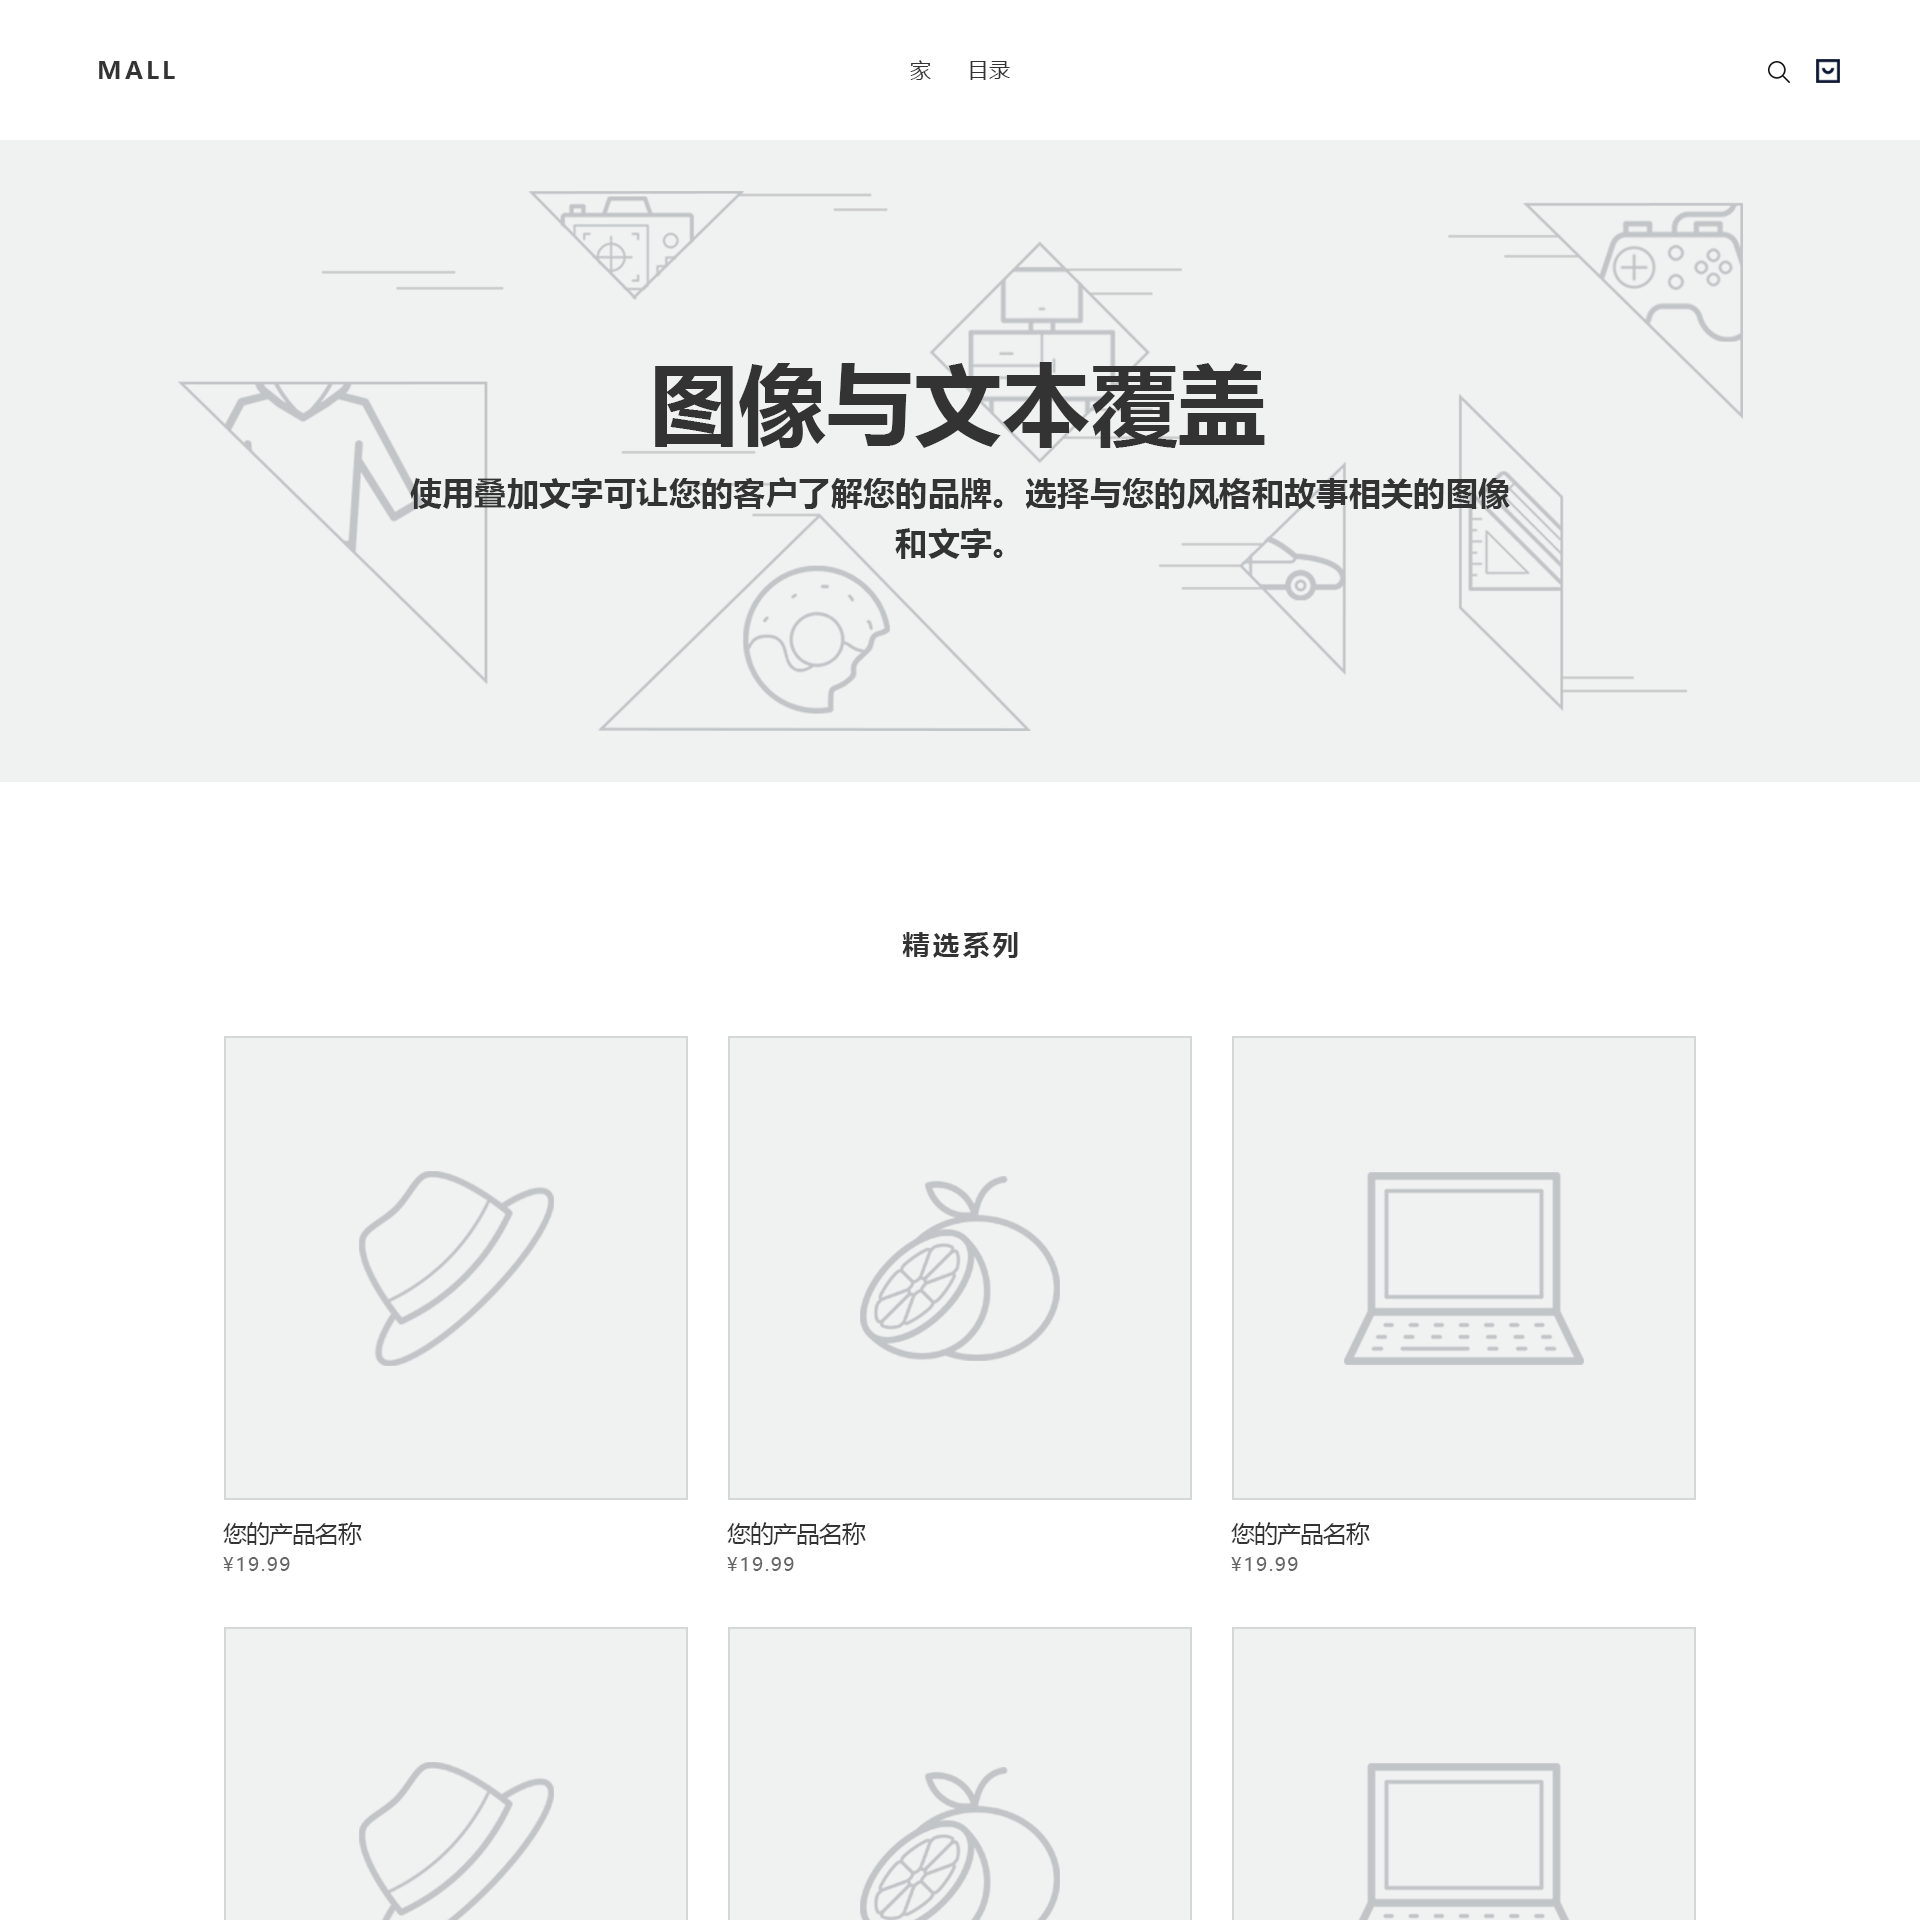 MALL
家 目录
图像与文本覆盖
使用叠加文字可让您的客户了解您的品牌。选择与您的风格和故事相关的图像
和文字。
精选系列
您的产品名称
¥19.99
您的产品名称
¥19.99
您的产品名称
¥19.99